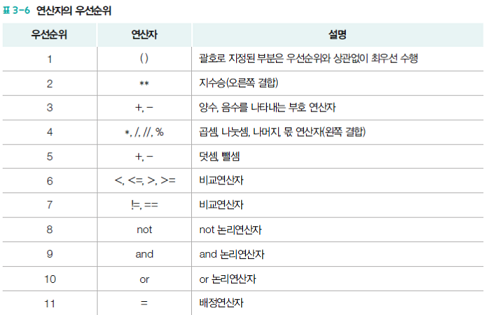 표 3-6 연산자의 우선순위
우선순위 연산자 설명
1 ( ) 괄호로 지정된 부분은 우선순위와 상관없이 최우선 수행
2 ** 지수승(오른쪽 결합)
3 +, - 양수, 음수를 나타내는 부호 연산자
4 *, /, //, % 곱셈, 나눗셈, 나머지, 몫 연산자(왼쪽 결합)
5 +, - 덧셈, 뺄셈
6 <, <=, >, >= 비교연산자
7 !=, == 비교연산자
8 not not 논리연산자
9 and and 논리연산자
10 or or 논리연산자
11 = 배정연산자